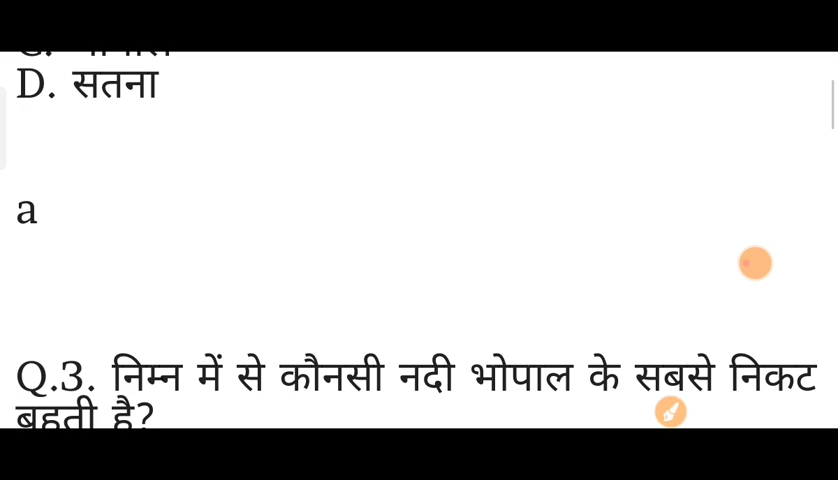 D. सतना
a
Q.3. निम्न में से कौनसी नदी भोपाल के सबसे निकट
बहती है?